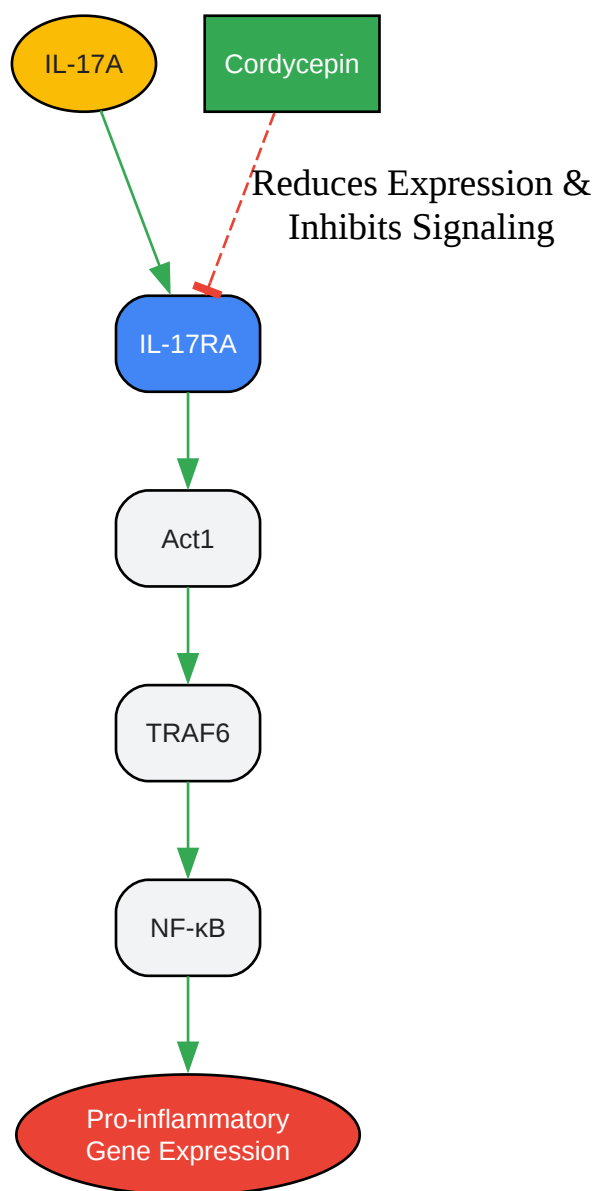 IL-17A
Cordycepin
Reduces Expression &
Inhibits Signaling
IL-17RA
Act1
TRAF6
NF-κB
Pro-inflammatory
Gene Expression